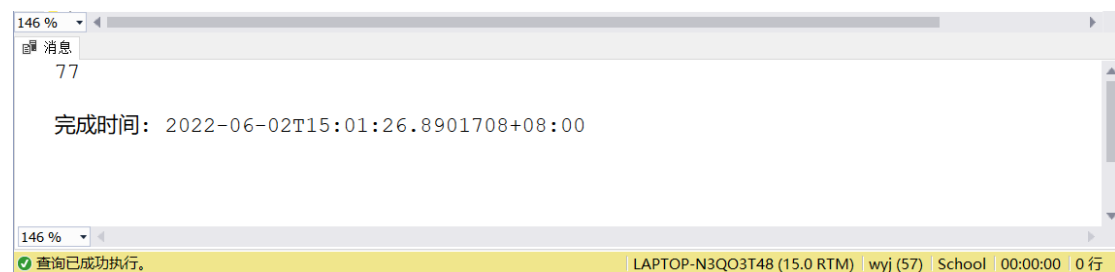 146 %
消息
77
完成时间: 2022-06-02T15:01:26.8901708+08:00
146 %
查询已成功执行。 LAPTOP-N3QO3T48 (15.0 RTM) wyj (57) School 00:00:00 0 行